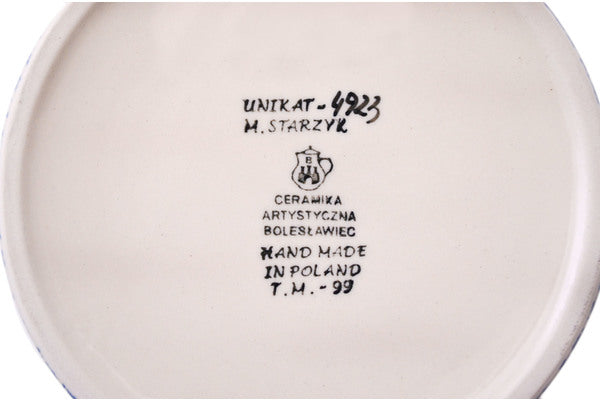 UNIKAT - 4923
M. STARZYK
B
CERAMIKA
ARTYSTYCZNA
BOLESŁAWIEC
HAND MADE
IN POLAND
T.M. - 99